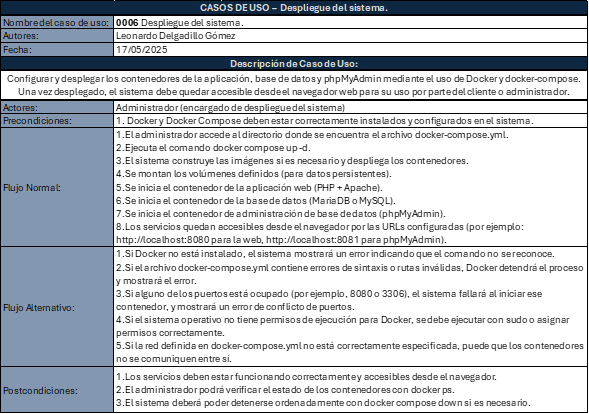 CASOS DE USO – Despliegue del sistema.
Nombre del caso de uso: 0006 Despliegue del sistema.
Autores: Leonardo Delgadillo Gómez
Fecha: 17/05/2025
Descripción de Caso de Uso:
Configurar y desplegar los contenedores de la aplicación, base de datos y phpMyAdmin mediante el uso de Docker y docker-compose.
Una vez desplegado, el sistema debe quedar accesible desde el navegador web para su uso por parte del cliente o administrador.
Actores: Administrador (encargado de despliegue del sistema)
Precondiciones: 1. Docker y Docker Compose deben estar correctamente instalados y configurados en el sistema.
Flujo Normal:
1.El administrador accede al directorio donde se encuentra el archivo docker-compose.yml.
2.Ejecuta el comando docker compose up -d.
3.El sistema construye las imágenes si es necesario y despliega los contenedores.
4.Se montan los volúmenes definidos (para datos persistentes).
5.Se inicia el contenedor de la aplicación web (PHP + Apache).
6.Se inicia el contenedor de la base de datos (MariaDB o MySQL).
7.Se inicia el contenedor de administración de base de datos (phpMyAdmin).
8.Los servicios quedan accesibles desde el navegador por las URLs configuradas (por ejemplo:
http://localhost:8080 para la web, http://localhost:8081 para phpMyAdmin).
Flujo Alternativo:
1.Si Docker no está instalado, el sistema mostrará un error indicando que el comando no se reconoce.
2.Si el archivo docker-compose.yml contiene errores de sintaxis o rutas inválidas, Docker detendrá el proceso
y mostrará el error.
3.Si alguno de los puertos está ocupado (por ejemplo, 8080 o 3306), el sistema fallará al iniciar ese
contenedor, y mostrará un error de conflicto de puertos.
4.Si el sistema operativo no tiene permisos de ejecución para Docker, se debe ejecutar con sudo o asignar
permisos correctamente.
5.Si la red definida en docker-compose.yml no está correctamente especificada, puede que los contenedores
no se comuniquen entre sí.
Postcondiciones:
1.Los servicios deben estar funcionando correctamente y accesibles desde el navegador.
2.El administrador podrá verificar el estado de los contenedores con docker ps.
3.El sistema deberá poder detenerse ordenadamente con docker compose down si es necesario.